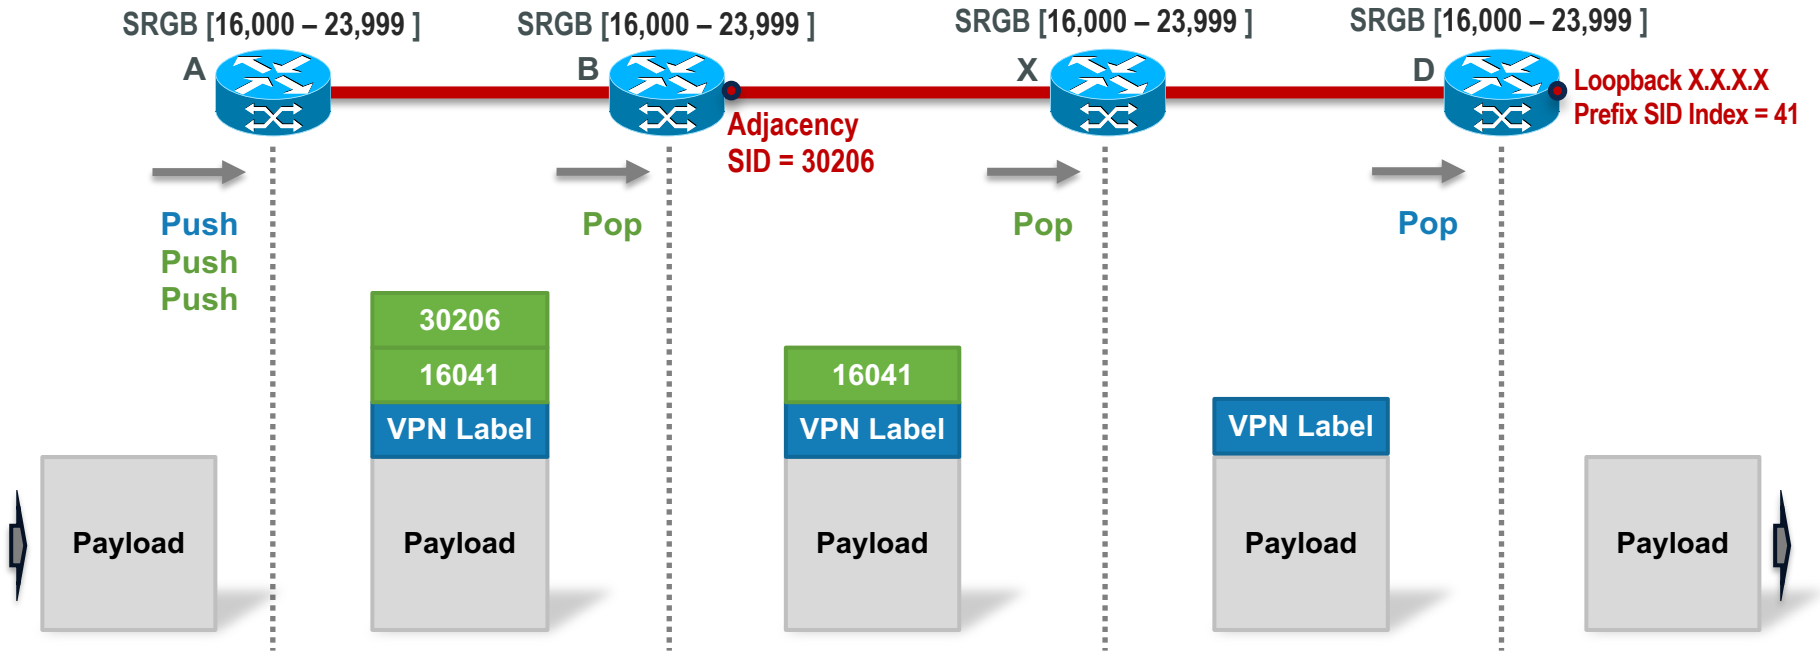 SRGB [16,000 – 23,999 ]
SRGB [16,000 – 23,999 ]
SRGB [16,000 – 23,999 ]
SRGB [16,000 – 23,999 ]
A
B
X
D
Loopback X.X.X.X
Prefix SID Index = 41
Adjacency
SID = 30206
Push
Push
Push
Pop
Pop
Pop
30206
16041
VPN Label
Payload
16041
VPN Label
Payload
VPN Label
Payload
Payload
Payload